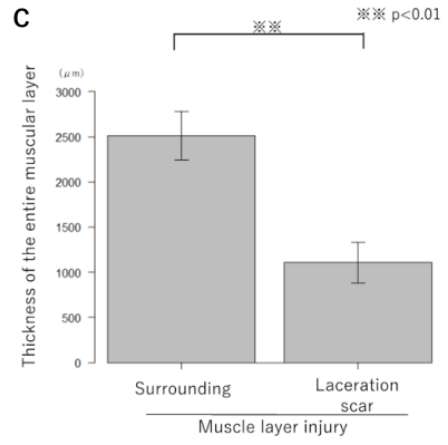 C
※※ p<0.01
※※
(μm)
Thickness of the entire muscular layer
3000
2500
2000
1500
1000
500
0
Surrounding
Laceration
scar
Muscle layer injury